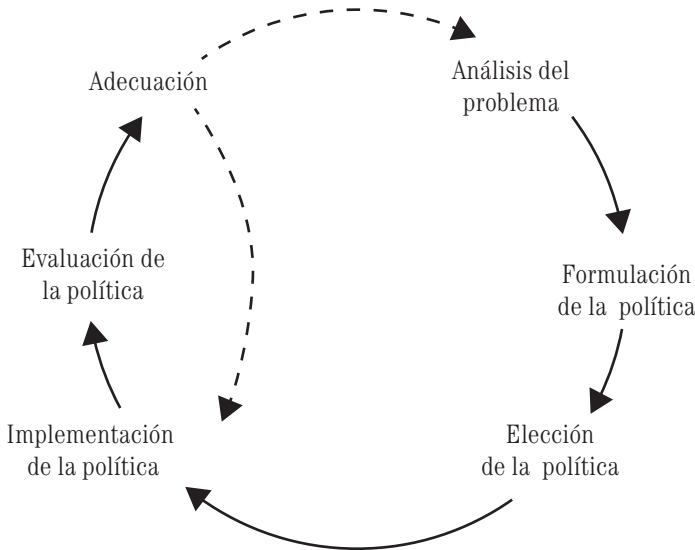 Adecuación
Análisis del
problema
Formulación
de la política
Elección
de la política
Implementación
de la política
Evaluación de
la política